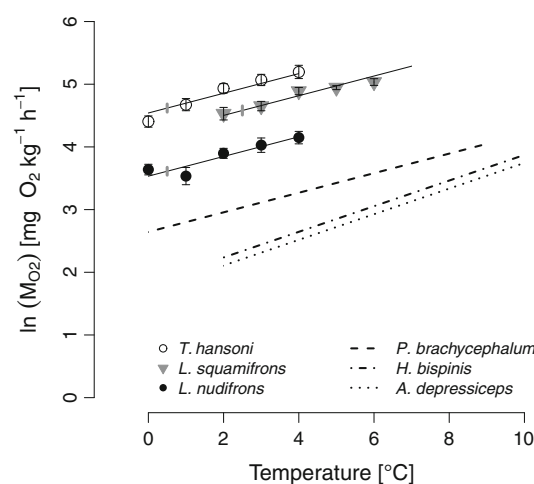 ln (M_O2) [mg O2 kg⁻¹ h⁻¹]
6
5
4
3
2
1
0
T. hansoni
L. squamifrons
L. nudifrons
P. brachycephalum
H. bispinis
A. depressiceps
0 2 4 6 8 10
Temperature [°C]